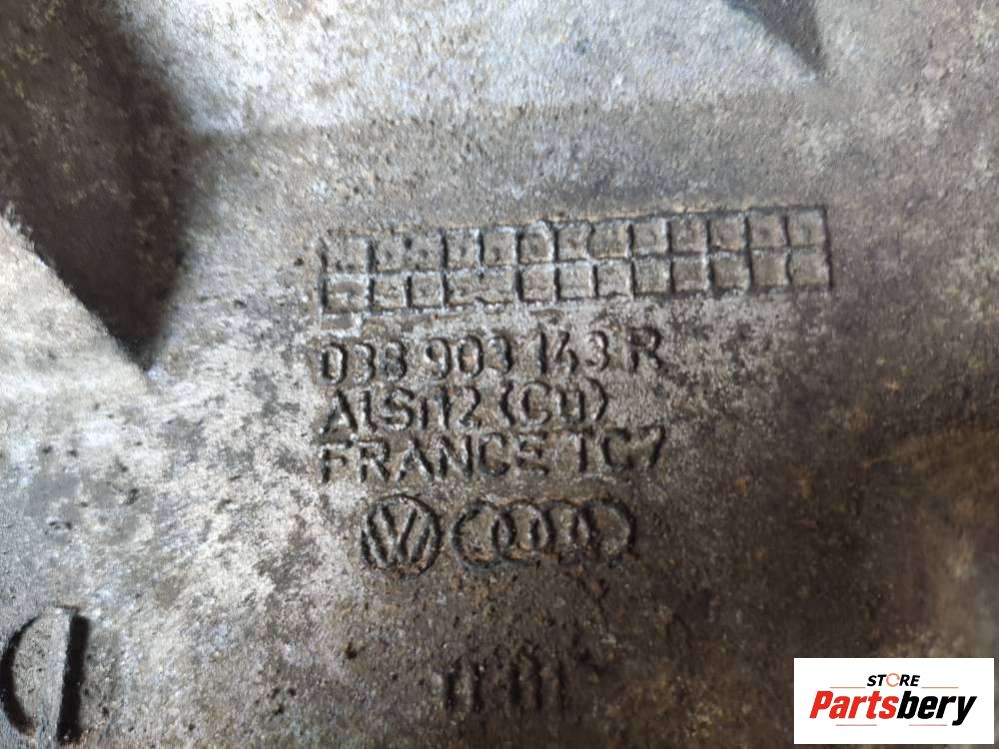 038 903 143 R
AlSi12 (Cu)
FRANCE TC7
STORE
Partsbery